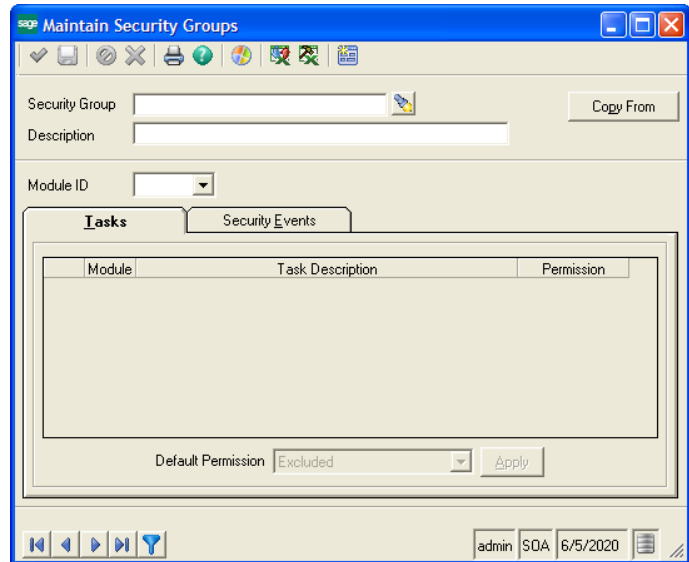 sage Maintain Security Groups
Security Group
Copy From
Description
Module ID
Tasks Security Events
Module Task Description Permission
Default Permission Excluded Apply
admin SOA 6/5/2020